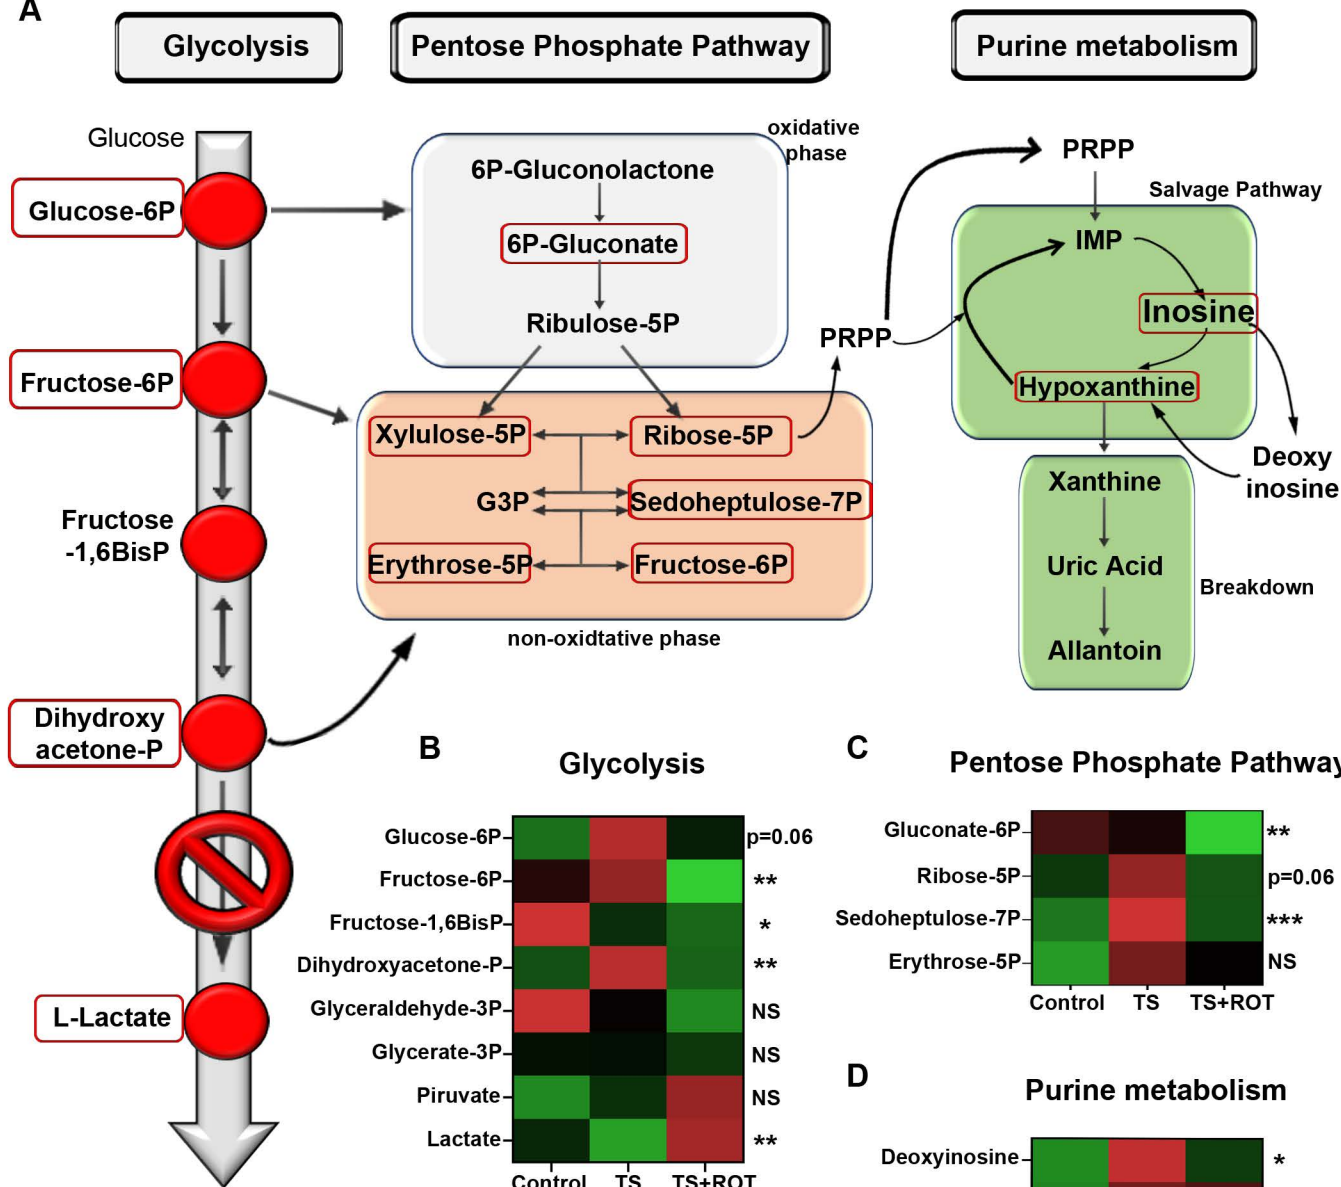 A
Glycolysis
Pentose Phosphate Pathway
Purine metabolism
Glucose
Glucose-6P
Fructose-6P
Fructose
-1,6BisP
Dihydroxy
acetone-P
L-Lactate
oxidative
phase
6P-Gluconolactone
6P-Gluconate
Ribulose-5P
Xylulose-5P
Ribose-5P
G3P
Sedoheptulose-7P
Erythrose-5P
Fructose-6P
non-oxidtative phase
PRPP
PRPP
Salvage Pathway
IMP
Inosine
Hypoxanthine
Deoxy
inosine
Xanthine
Uric Acid
Breakdown
Allantoin
B
Glycolysis
Glucose-6P
p=0.06
Fructose-6P
**
Fructose-1,6BisP
*
Dihydroxyacetone-P
**
Glyceraldehyde-3P
NS
Glycerate-3P
NS
Piruvate
NS
Lactate
**
Control TS TS+ROT
C
Pentose Phosphate Pathway
Gluconate-6P
**
Ribose-5P
p=0.06
Sedoheptulose-7P
***
Erythrose-5P
NS
Control TS TS+ROT
D
Purine metabolism
Deoxyinosine
*